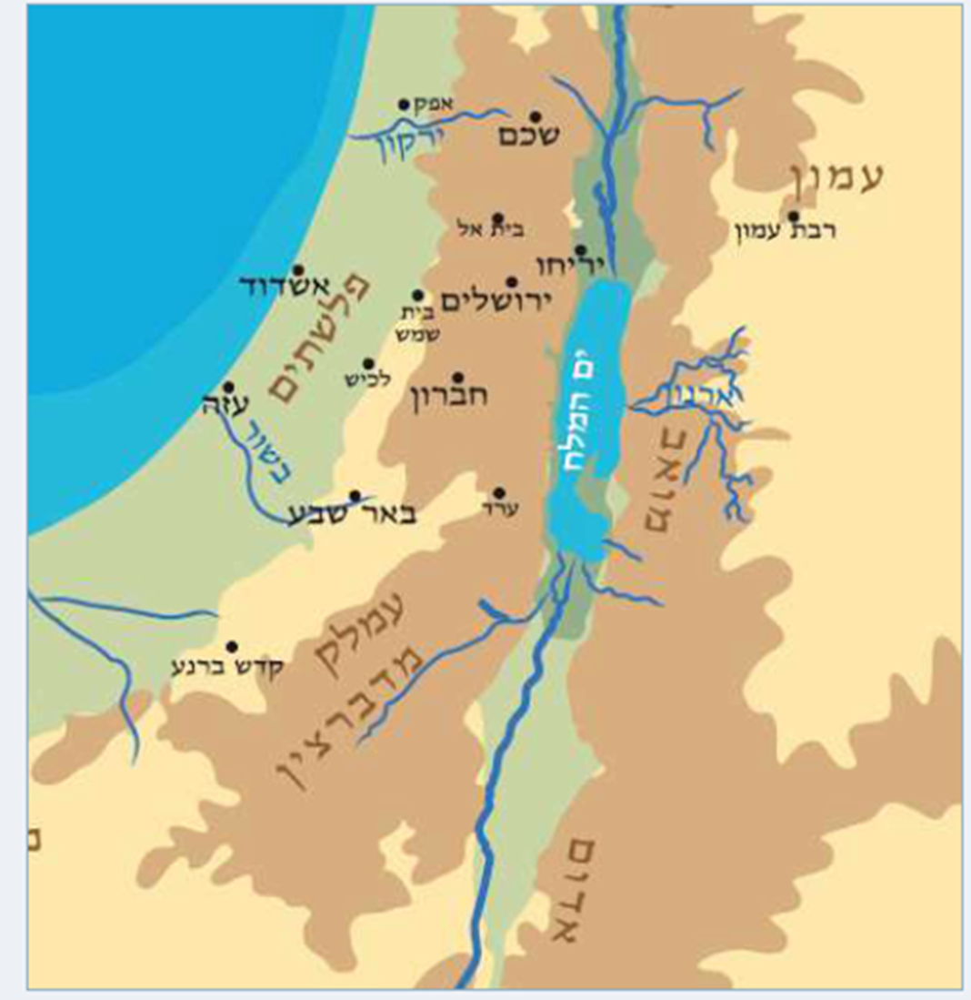 אפק
ירקון
שכם
עמון
רבת עמון
בית אל
יריחו
אשדוד
פלשתים
ירושלים
בית
שמש
לכיש
חברון
עזה
בשור
ים המלח
ארנון
מואב
באר שבע
ערד
עמלק
מדבר צין
קדש ברנע
אדום